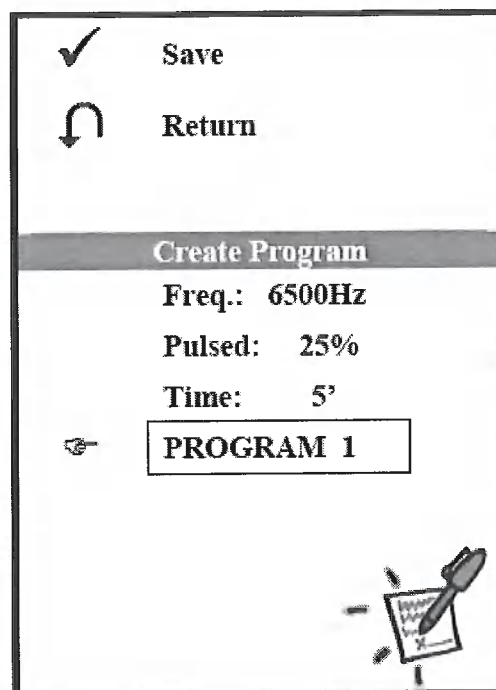 Save
Return
Create Program
Freq.: 6500Hz
Pulsed: 25%
Time: 5’
PROGRAM 1